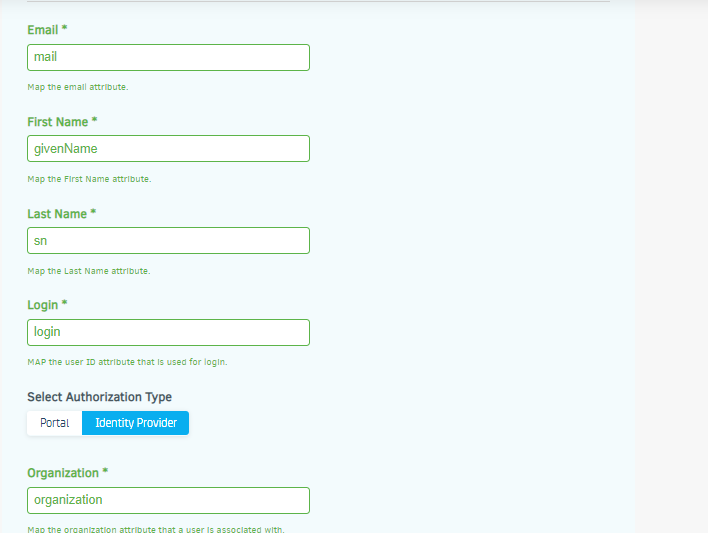 Email *
mail
Map the email attribute.
First Name *
givenName
Map the First Name attribute.
Last Name *
sn
Map the Last Name attribute.
Login *
login
MAP the user ID attribute that is used for login.
Select Authorization Type
Portal Identity Provider
Organization *
organization
Map the organization attribute that a user is associated with.